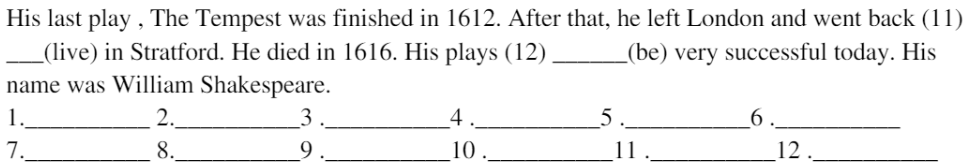 His last play , The Tempest was finished in 1612. After that, he left London and went back (11)
___(live) in Stratford. He died in 1616. His plays (12) ______(be) very successful today. His
name was William Shakespeare.
1.__________ 2.__________3 .__________4 .__________5 .__________6 .__________
7.__________ 8.__________9 .__________10 .__________11 .__________12 .__________